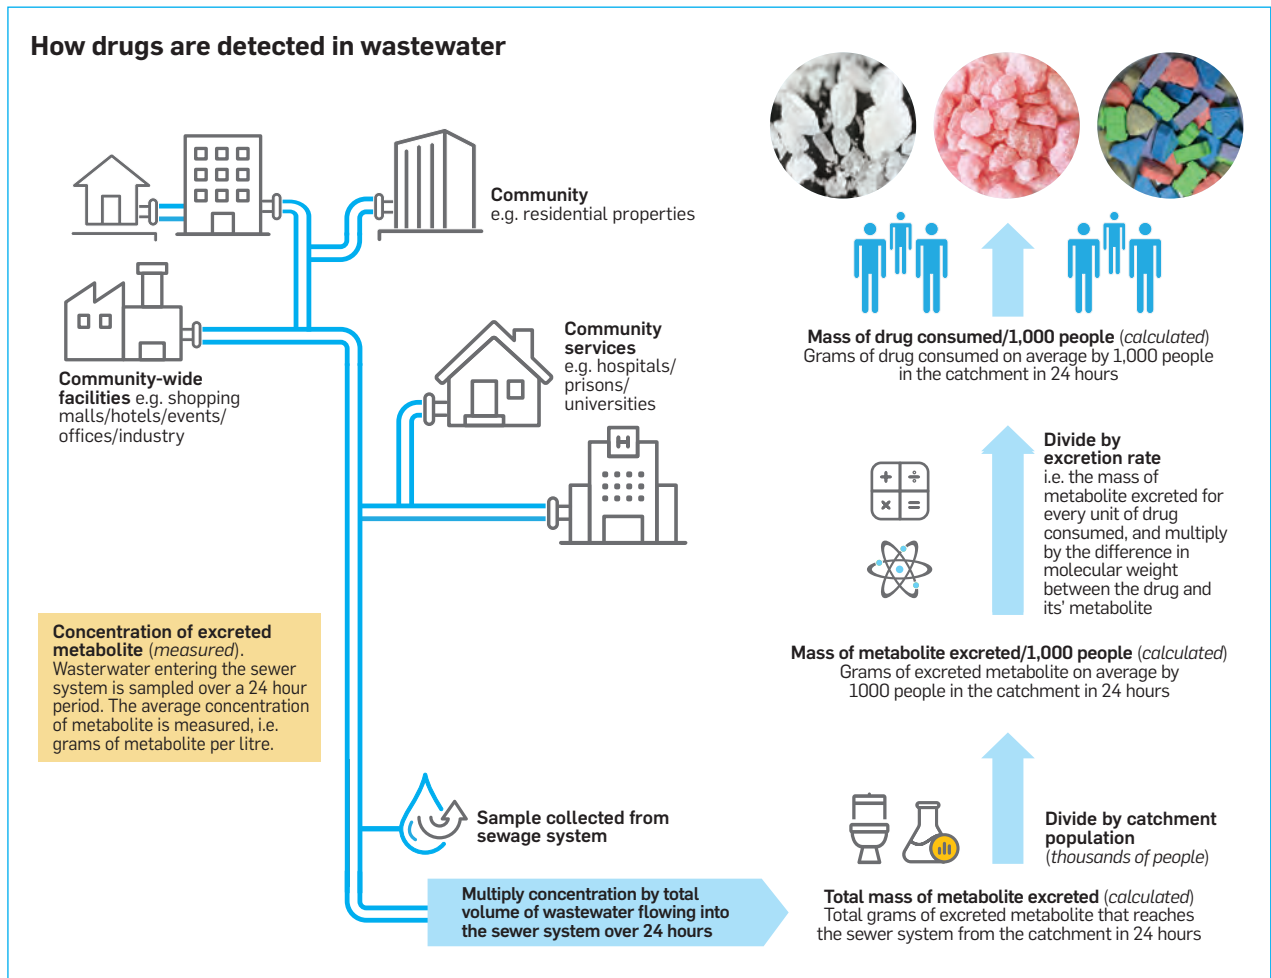 How drugs are detected in wastewater
Community
e.g. residential properties
Community-wide
facilities e.g. shopping
malls/hotels/events/
offices/industry
Community
services
e.g. hospitals/
prisons/
universities
H
Concentration of excreted
metabolite (measured).
Wasterwater entering the sewer
system is sampled over a 24 hour
period. The average concentration
of metabolite is measured, i.e.
grams of metabolite per litre.
Sample collected from
sewage system
Multiply concentration by total
volume of wastewater flowing into
the sewer system over 24 hours
Total mass of metabolite excreted (calculated)
Total grams of excreted metabolite that reaches
the sewer system from the catchment in 24 hours
Divide by catchment
population
(thousands of people)
Mass of metabolite excreted/1,000 people (calculated)
Grams of excreted metabolite on average by
1000 people in the catchment in 24 hours
Divide by
excretion rate
i.e. the mass of
metabolite excreted for
every unit of drug
consumed, and multiply
by the difference in
molecular weight
between the drug and
its’ metabolite
+ ÷
× =
Mass of drug consumed/1,000 people (calculated)
Grams of drug consumed on average by 1,000 people
in the catchment in 24 hours